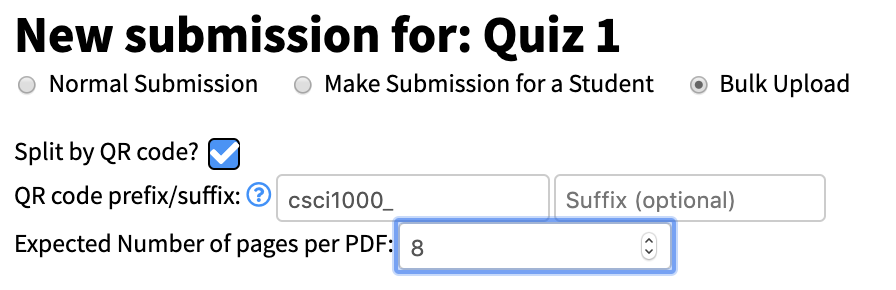 New submission for: Quiz 1
Normal Submission Make Submission for a Student Bulk Upload
Split by QR code?
QR code prefix/suffix: ? csci1000_ Suffix (optional)
Expected Number of pages per PDF: 8